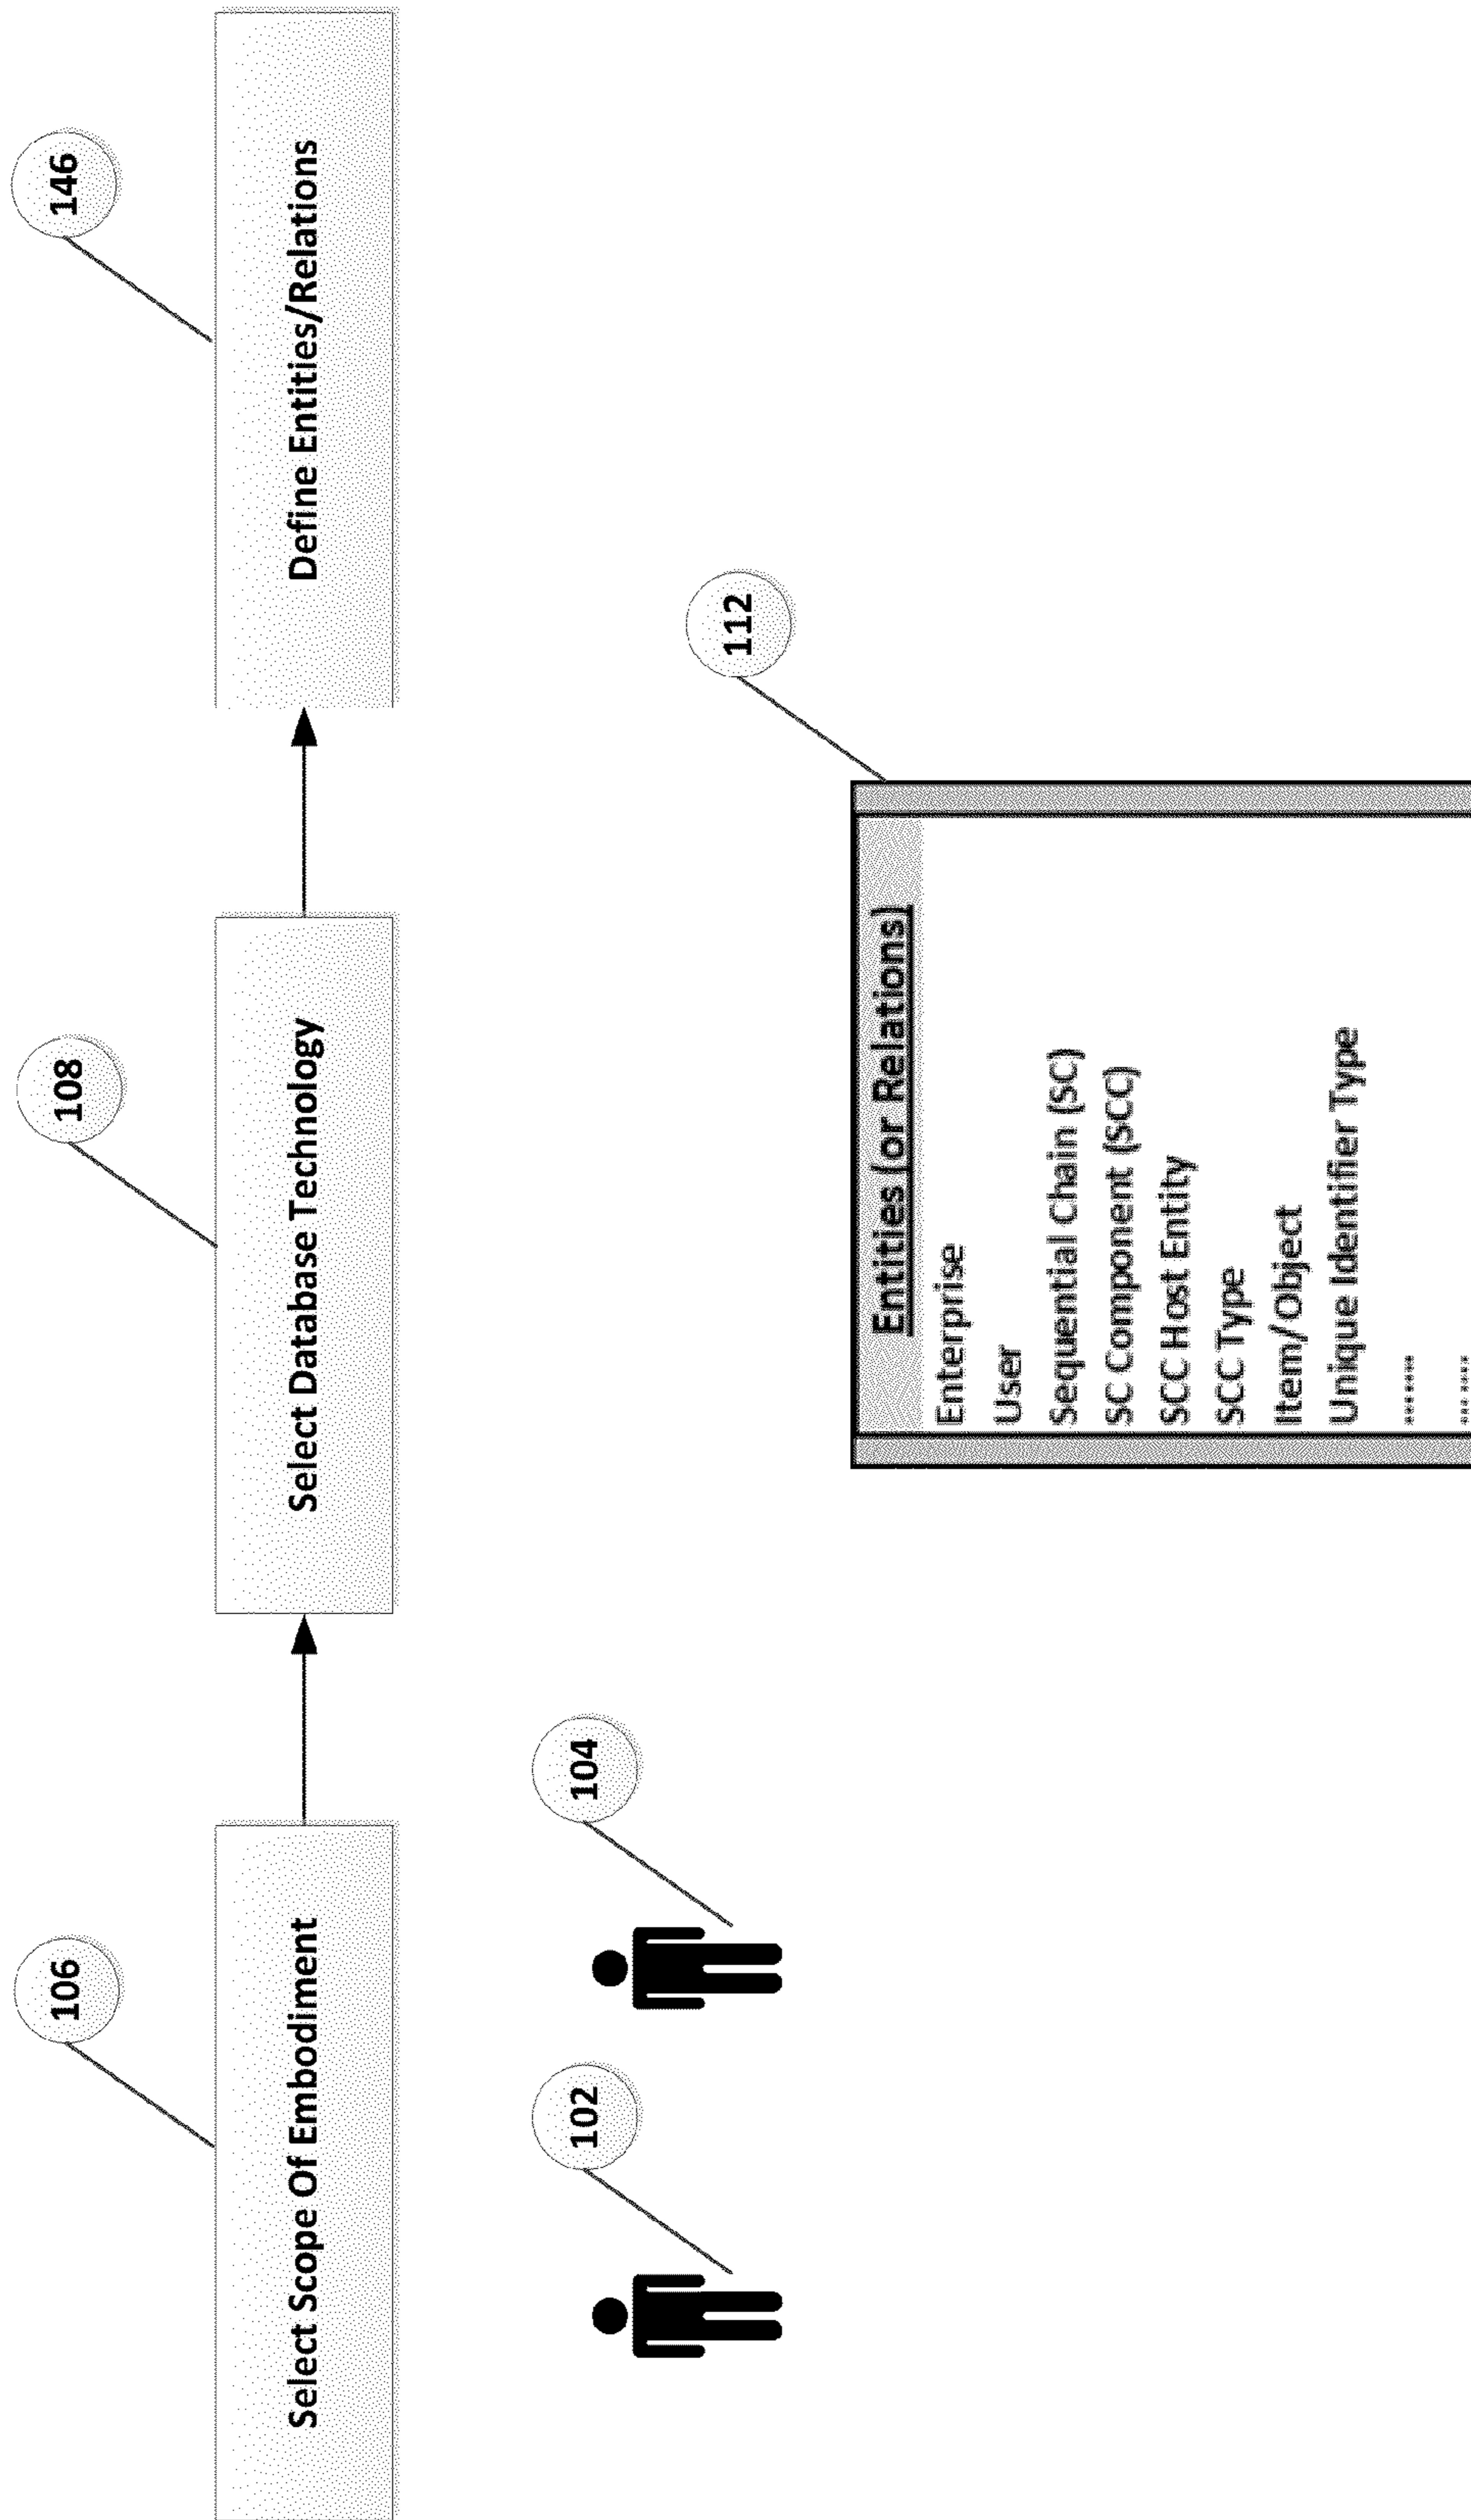 106
108
146
Select Scope Of Embodiment
Select Database Technology
Define Entities/Relations
102
104
112
Entities (or Relations)
Enterprise
User
Sequential Chain (SC)
SC Component (SCC)
SCC Host Entity
SCC Type
Item/Object
Unique Identifier Type
.......
... ....